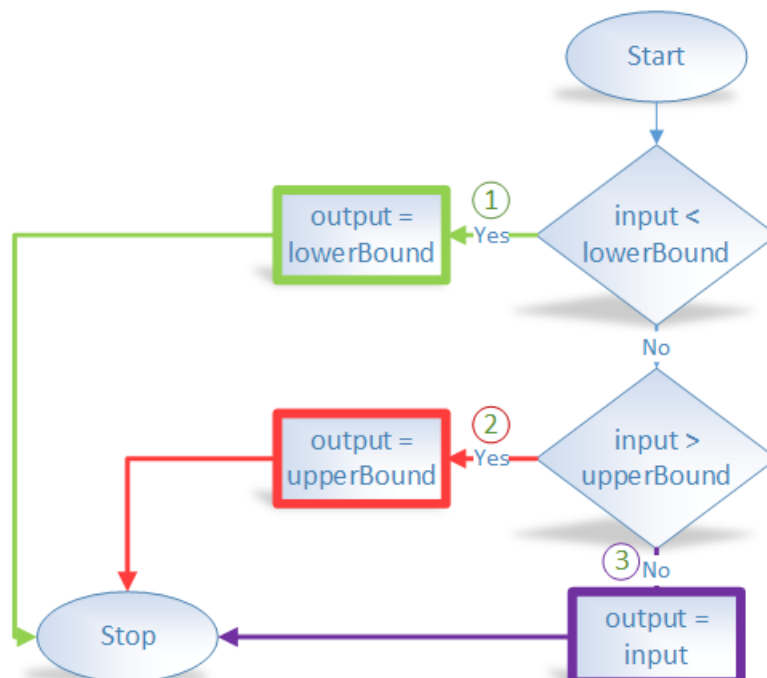 Start
input <
lowerBound
1
Yes
output =
lowerBound
No
input >
upperBound
2
Yes
output =
upperBound
3
No
output =
input
Stop